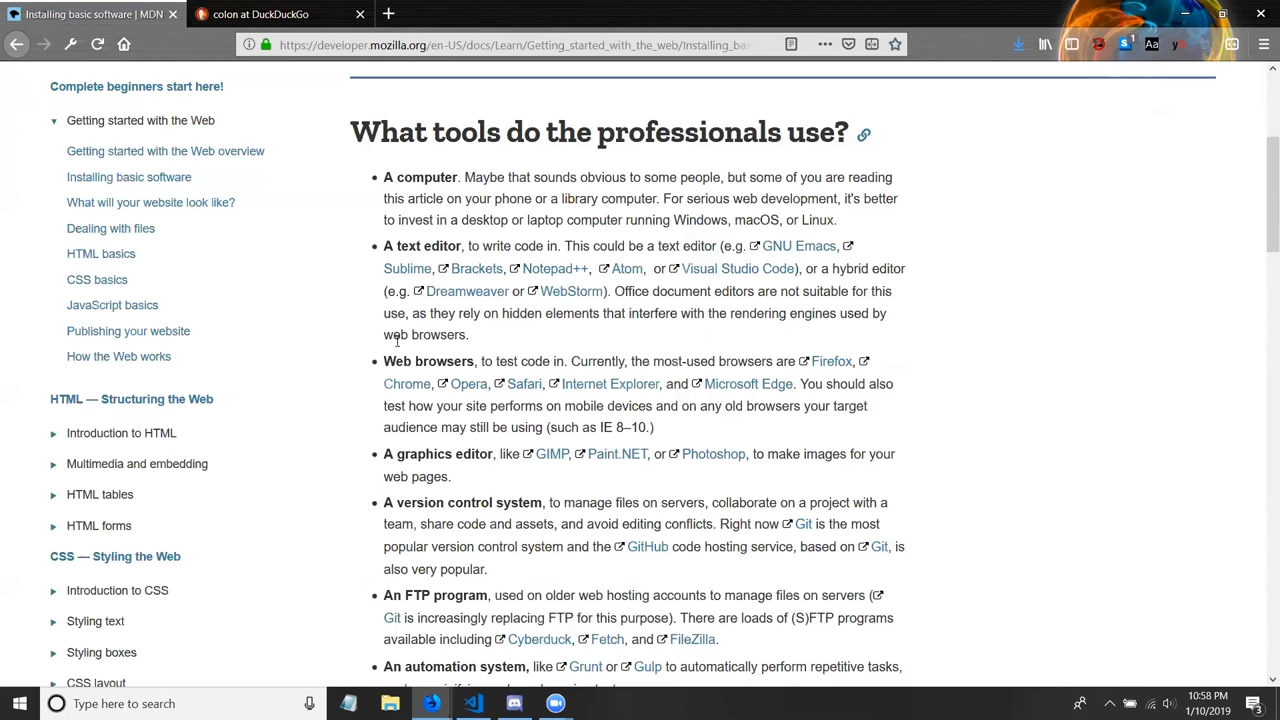 Installing basic software | MDN
colon at DuckDuckGo
https://developer.mozilla.org/en-US/docs/Learn/Getting_started_with_the_web/Installing_ba
Complete beginners start here!
Getting started with the Web
Getting started with the Web overview
Installing basic software
What will your website look like?
Dealing with files
HTML basics
CSS basics
JavaScript basics
Publishing your website
How the Web works
HTML — Structuring the Web
Introduction to HTML
Multimedia and embedding
HTML tables
HTML forms
CSS — Styling the Web
Introduction to CSS
Styling text
Styling boxes
CSS layout
What tools do the professionals use?
A computer. Maybe that sounds obvious to some people, but some of you are reading
this article on your phone or a library computer. For serious web development, it's better
to invest in a desktop or laptop computer running Windows, macOS, or Linux.
A text editor, to write code in. This could be a text editor (e.g. GNU Emacs,
Sublime, Brackets, Notepad++, Atom, or Visual Studio Code), or a hybrid editor
(e.g. Dreamweaver or WebStorm). Office document editors are not suitable for this
use, as they rely on hidden elements that interfere with the rendering engines used by
web browsers.
Web browsers, to test code in. Currently, the most-used browsers are Firefox,
Chrome, Opera, Safari, Internet Explorer, and Microsoft Edge. You should also
test how your site performs on mobile devices and on any old browsers your target
audience may still be using (such as IE 8–10.)
A graphics editor, like GIMP, Paint.NET, or Photoshop, to make images for your
web pages.
A version control system, to manage files on servers, collaborate on a project with a
team, share code and assets, and avoid editing conflicts. Right now Git is the most
popular version control system and the GitHub code hosting service, based on Git, is
also very popular.
An FTP program, used on older web hosting accounts to manage files on servers (
Git is increasingly replacing FTP for this purpose). There are loads of (S)FTP programs
available including Cyberduck, Fetch, and FileZilla.
An automation system, like Grunt or Gulp to automatically perform repetitive tasks,
Type here to search
10:58 PM
1/10/2019
3